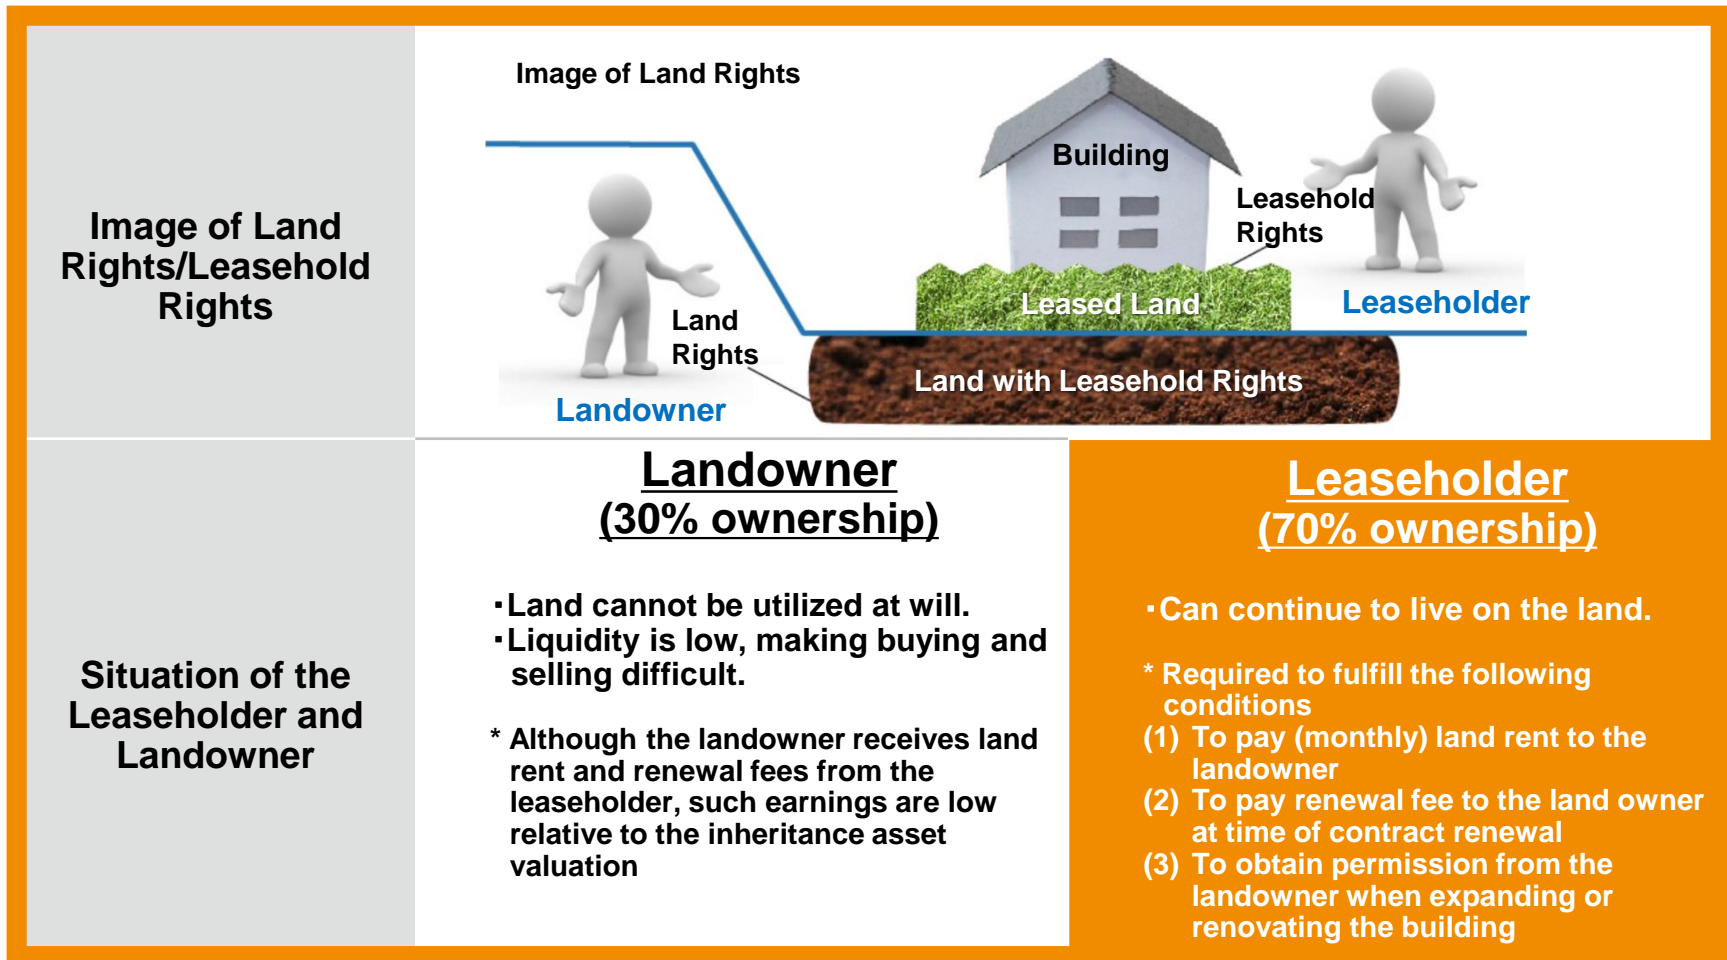 Image of Land
Rights/Leasehold
Rights
Image of Land Rights
Building
Leasehold
Rights
Leased Land
Leaseholder
Land
Rights
Land with Leasehold Rights
Landowner
Situation of the
Leaseholder and
Landowner
Landowner
(30% ownership)
・Land cannot be utilized at will.
・Liquidity is low, making buying and
selling difficult.
* Although the landowner receives land
rent and renewal fees from the
leaseholder, such earnings are low
relative to the inheritance asset
valuation
Leaseholder
(70% ownership)
・Can continue to live on the land.
* Required to fulfill the following
conditions
(1) To pay (monthly) land rent to the
landowner
(2) To pay renewal fee to the land owner
at time of contract renewal
(3) To obtain permission from the
landowner when expanding or
renovating the building